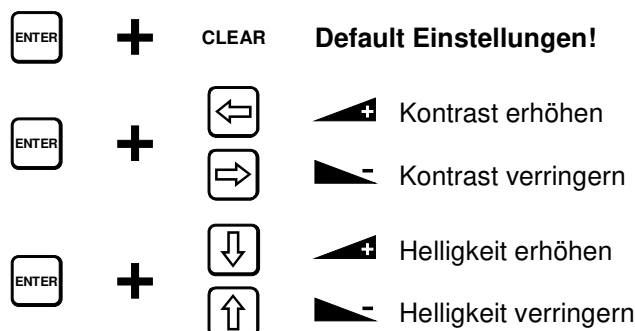 ENTER + CLEAR Default Einstellungen!
+ Kontrast erhöhen
ENTER +
- Kontrast verringern
+ Helligkeit erhöhen
ENTER +
- Helligkeit verringern